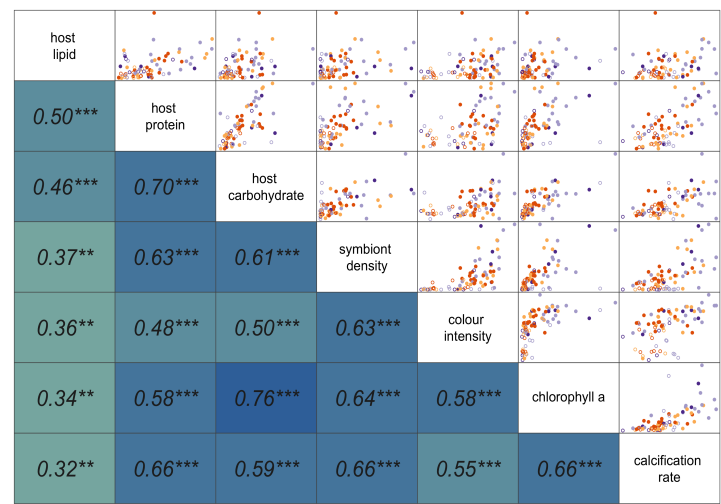 host
lipid
0.50***
host
protein
0.46***
0.70***
host
carbohydrate
0.37**
0.63***
0.61***
symbiont
density
0.36**
0.48***
0.50***
0.63***
colour
intensity
0.34**
0.58***
0.76***
0.64***
0.58***
chlorophyll a
0.32**
0.66***
0.59***
0.66***
0.55***
0.66***
calcification
rate